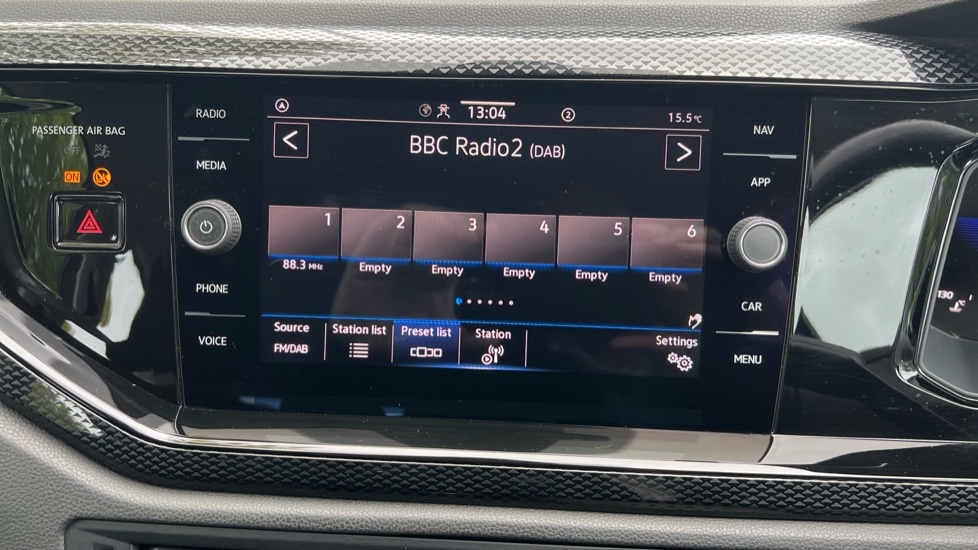 PASSENGER AIR BAG
OFF
ON
RADIO
MEDIA
PHONE
VOICE
13:04
2
15.5°C
BBC Radio2 (DAB)
1 2 3 4 5 6
88.3 MHz Empty Empty Empty Empty Empty
Source Station list Preset list Station Settings
FM/DAB
NAV
APP
CAR
MENU
130
°C